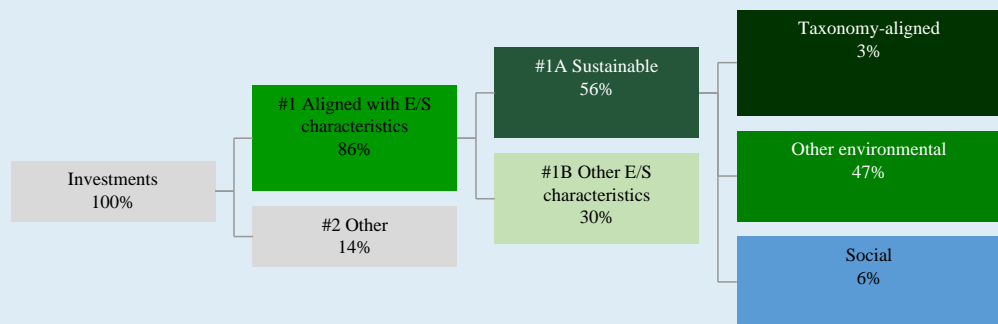 Investments
100%
#1 Aligned with E/S
characteristics
86%
#2 Other
14%
#1A Sustainable
56%
#1B Other E/S
characteristics
30%
Taxonomy-aligned
3%
Other environmental
47%
Social
6%